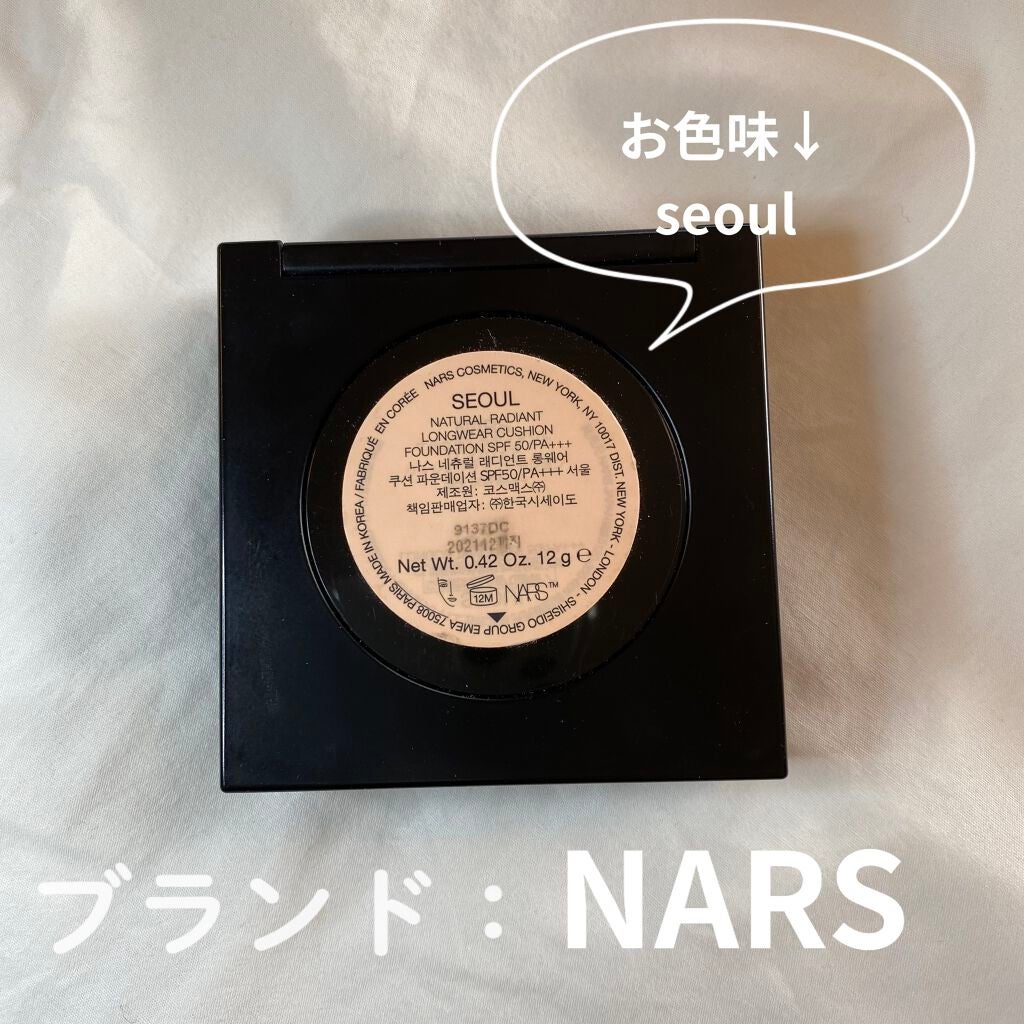 お色味↓
seoul
NARS COSMETICS, NEW YORK, NY 10017 DIST. NEW YORK - LONDON - SHISEIDO GROUP EMEA 75008 PARIS MADE IN KOREA / FABRIQUÉ EN CORÉE
SEOUL
NATURAL RADIANT
LONGWEAR CUSHION
FOUNDATION SPF 50/PA+++
나스 네츄럴 래디언트 롱웨어
쿠션 파운데이션 SPF50/PA+++ 서울
제조원: 코스맥스㈜
책임판매업자: ㈜한국시세이도
9137DC
Net Wt. 0.42 Oz. 12 g ℮
12M
NARS™
ブランド：NARS